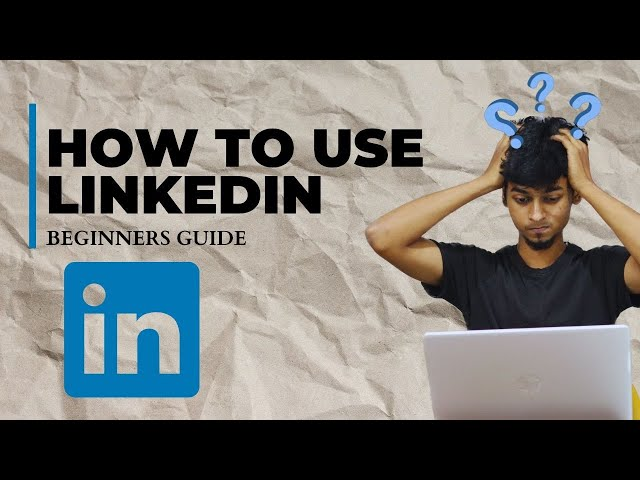 HOW TO USE
LINKEDIN
BEGINNERS GUIDE
in
???